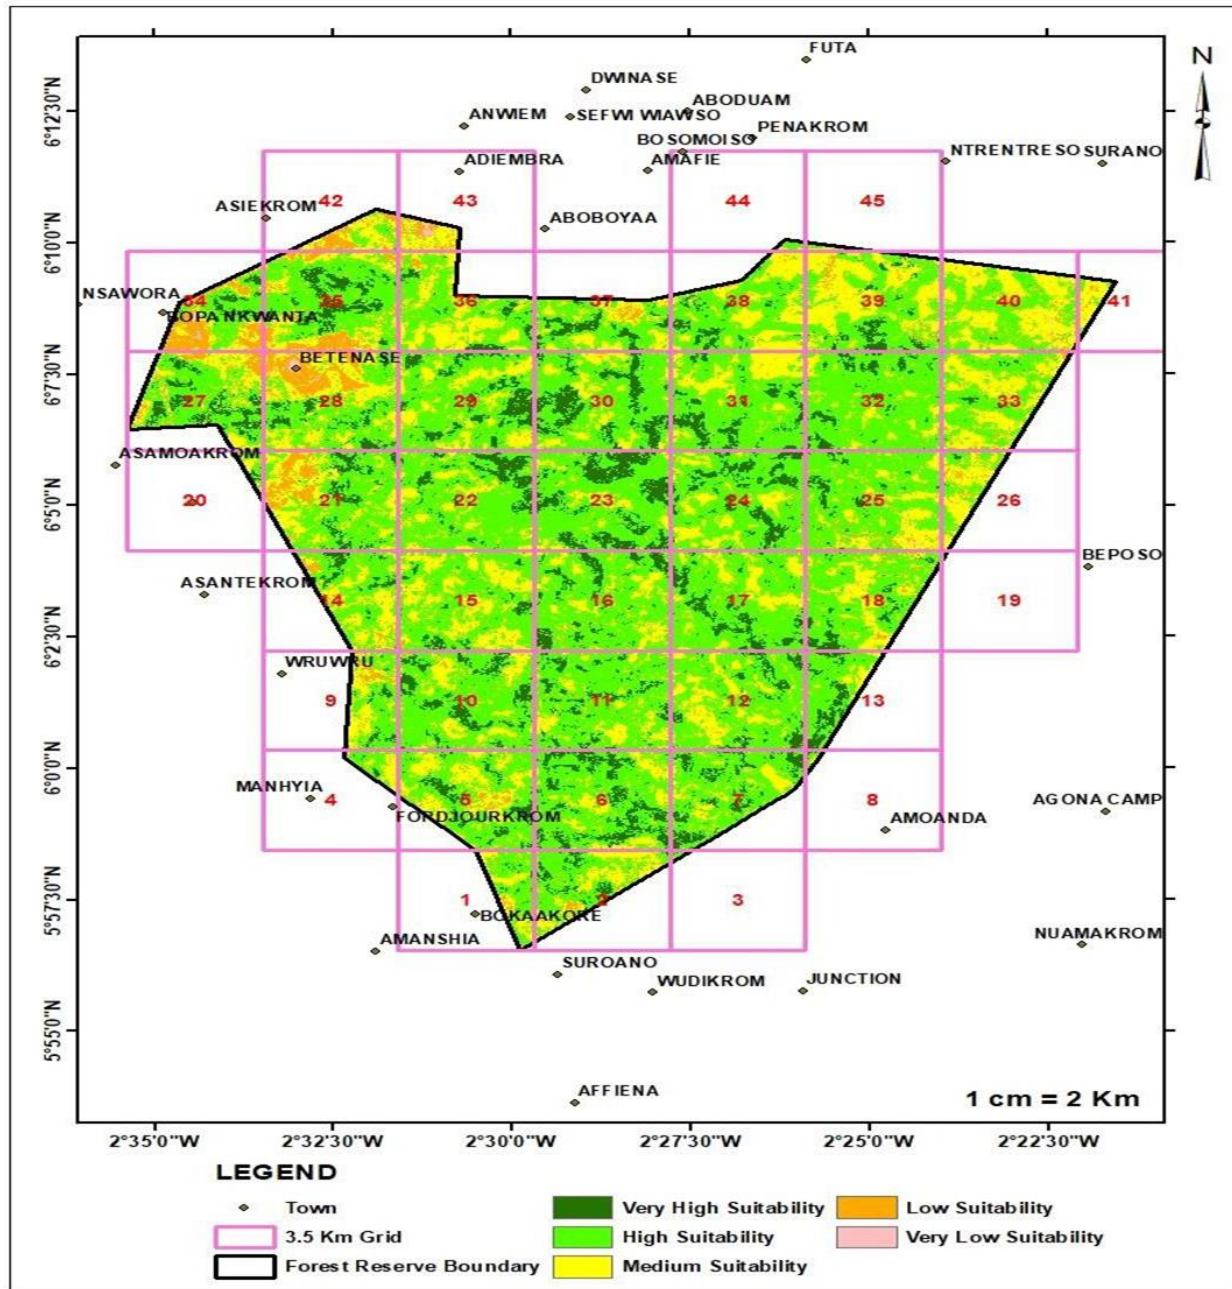 N
FUTA
DWINASE
ABODUAM
ANWIEM
SEFWI WIAWSO
PENAKROM
BOSOMOISO
NTRENTRESO
SURANO
ADIEMBRA
AMAFIE
42
43
44
45
ASIEKROM
ABOBOYAA
NSAWORA
34
35
36
37
38
39
40
41
BOPANKWANTA
BETENASE
27
28
29
30
31
32
33
ASAMOAKROM
20
21
22
23
24
25
26
BEPOSO
ASANTEKROM
14
15
16
17
18
19
WRUWRU
9
10
11
12
13
MANHYIA
4
5
6
7
8
AGONA CAMP
FORDJOURKROM
AMOANDA
1
2
3
BOKAAKORE
AMANSHIA
NUAMAKROM
SUROANO
WUDIKROM
JUNCTION
AFFIENA
1 cm = 2 Km
6°12'30"N
6°10'0"N
6°7'30"N
6°5'0"N
6°2'30"N
6°0'0"N
5°57'30"N
5°55'0"N
2°35'0"W
2°32'30"W
2°30'0"W
2°27'30"W
2°25'0"W
2°22'30"W
LEGEND
Town
3.5 Km Grid
Forest Reserve Boundary
Very High Suitability
High Suitability
Medium Suitability
Low Suitability
Very Low Suitability